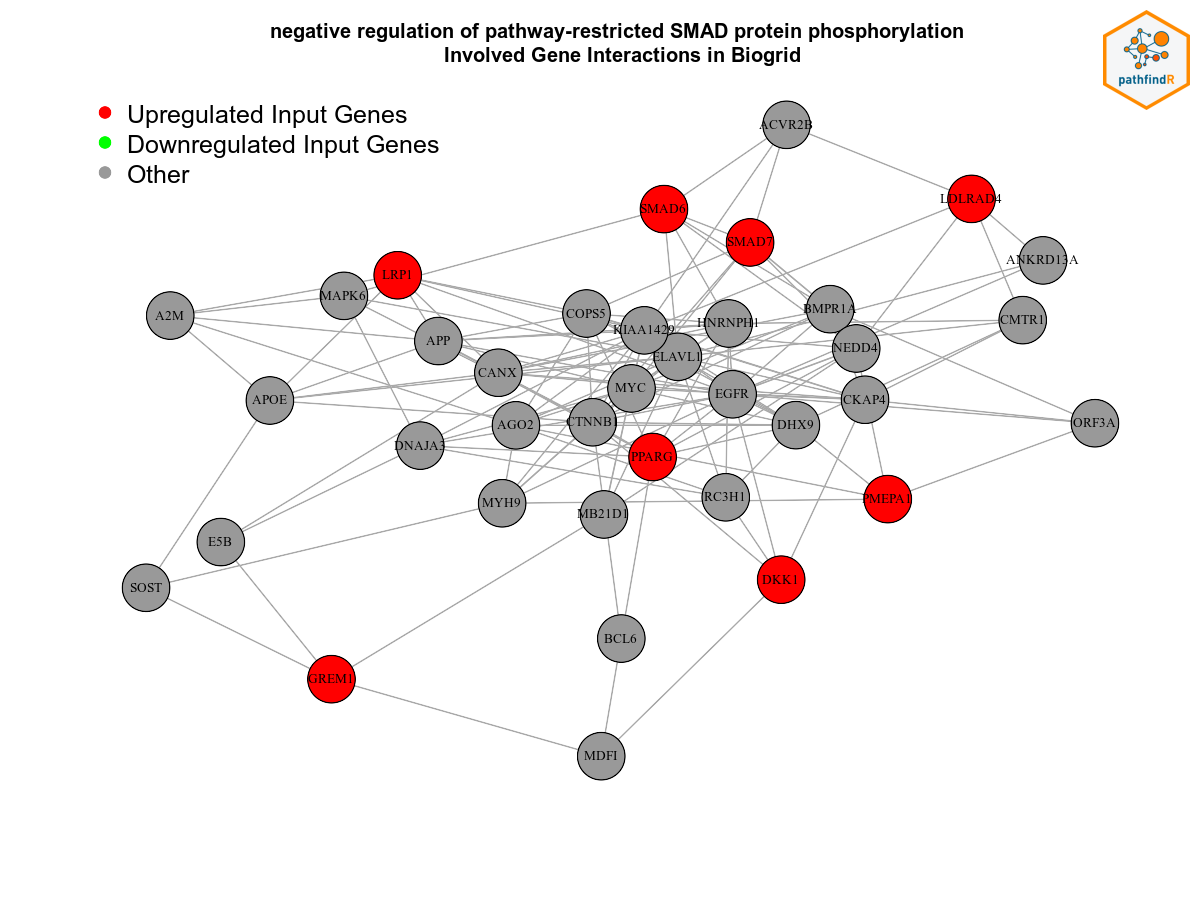 negative regulation of pathway-restricted SMAD protein phosphorylation
Involved Gene Interactions in Biogrid
pathfindR
Upregulated Input Genes
Downregulated Input Genes
Other
ACVR2B
LDLRAD4
SMAD6
SMAD7
ANKRD13A
LRP1
MAPK6
A2M
COPS5
KIAA1429
HNRNPH1
BMPR1A
CMTR1
APP
ELAVL1
NEDD4
CANX
MYC
EGFR
CKAP4
APOE
AGO2
CTNNB1
DHX9
ORF3A
DNAJA3
PPARG
MYH9
MB21D1
RC3H1
PMEPA1
E5B
SOST
DKK1
BCL6
GREM1
MDFI